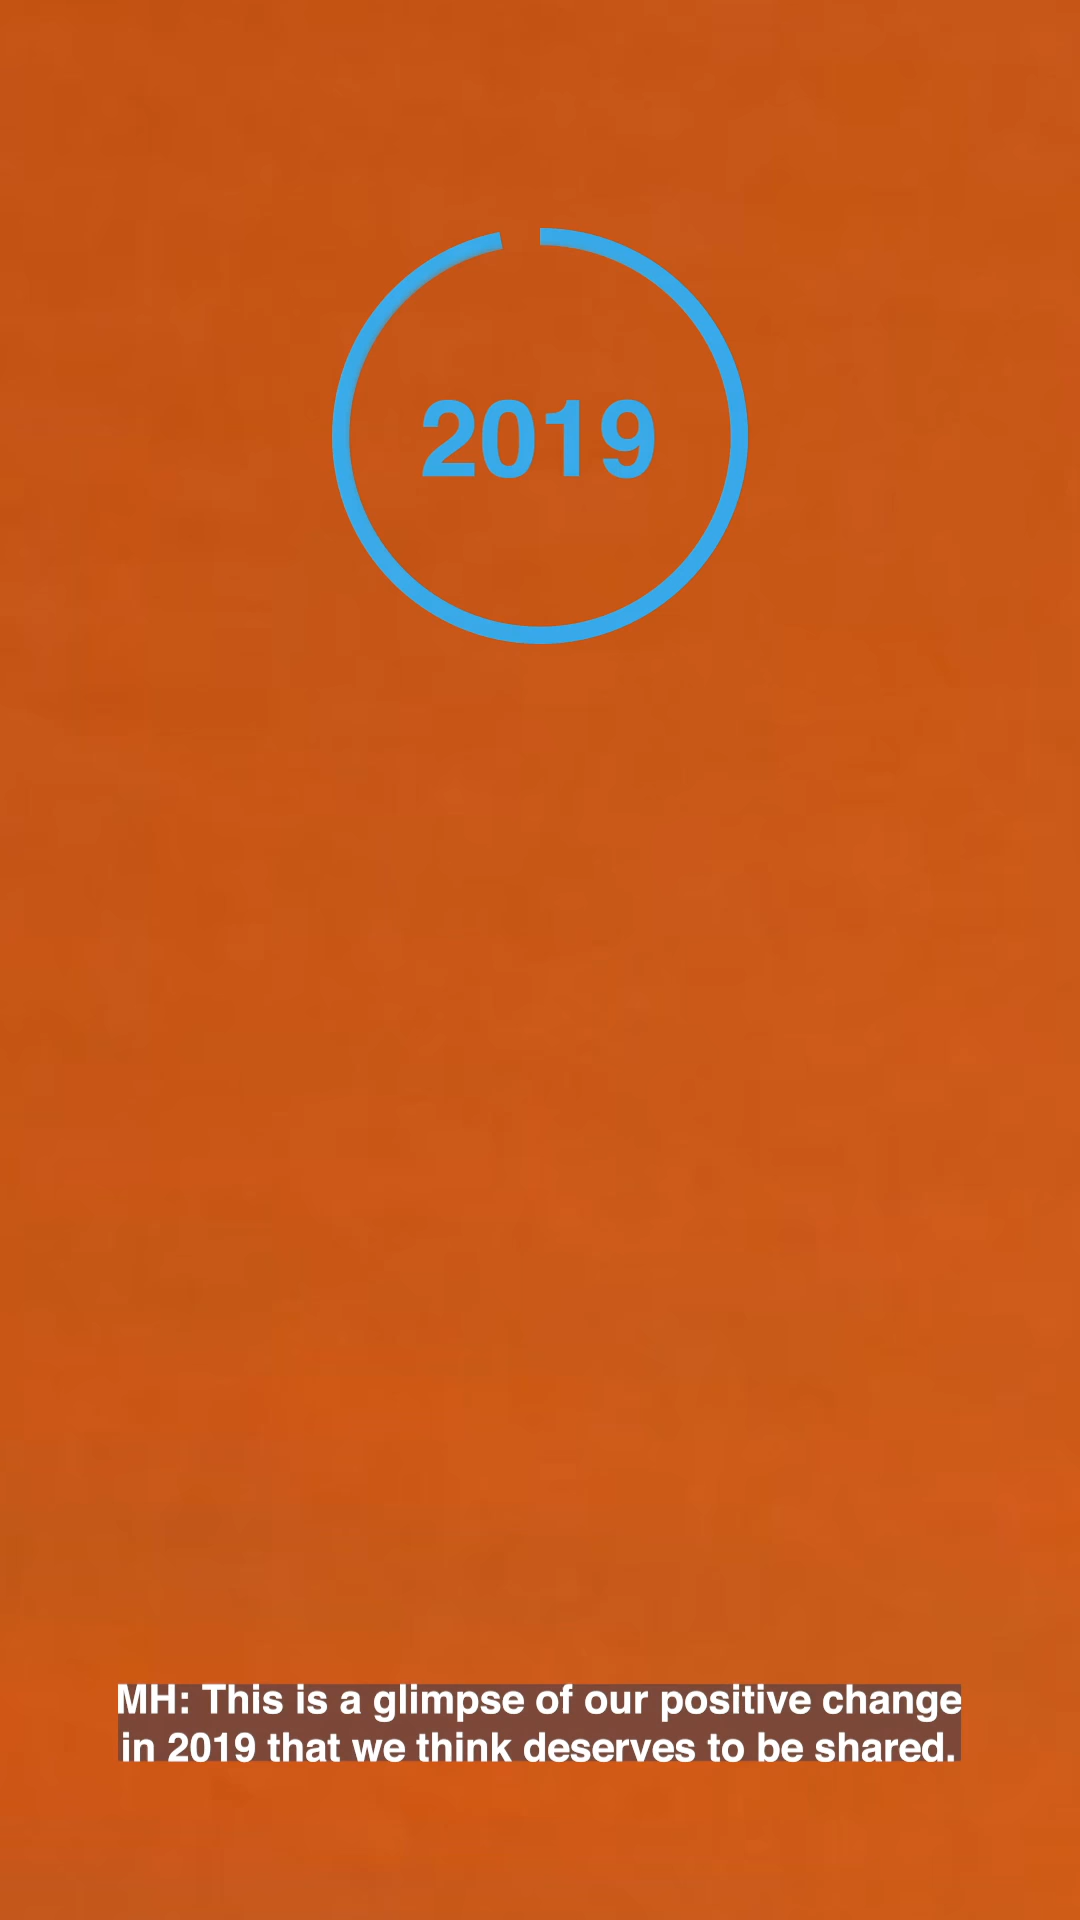 2019
MH: This is a glimpse of our positive change
in 2019 that we think deserves to be shared.